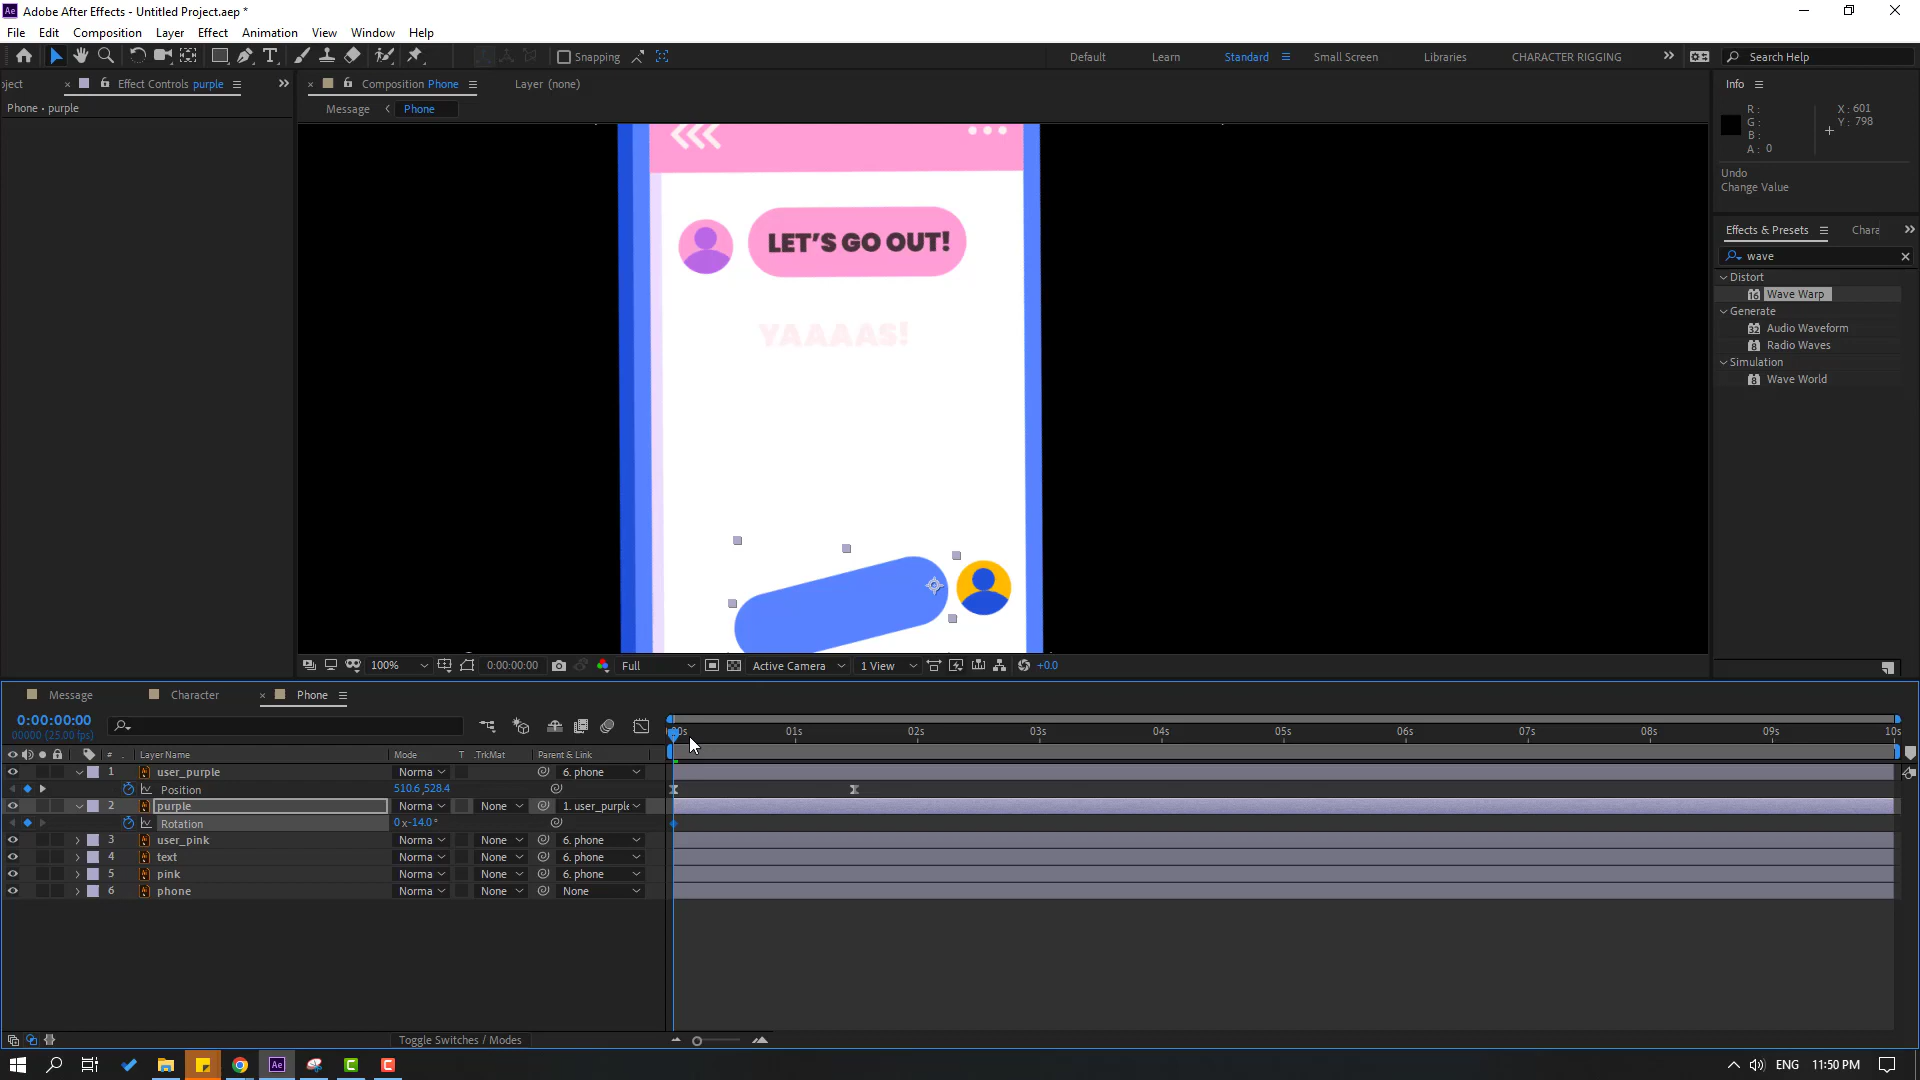 Adobe After Effects - Untitled Project.aep *
File Edit Composition Layer Effect Animation View Window Help
Snapping Default Learn Standard Small Screen Libraries CHARACTER RIGGING Search Help
oject Effect Controls purple Composition Phone Layer (none) Info
Phone • purple Message Phone
R : X : 601
G : Y : 798
B :
A : 0
Undo
Change Value
LET'S GO OUT!
YAAAAS!
Effects & Presets Chara
wave
Distort
16 Wave Warp
Generate
32 Audio Waveform
8 Radio Waves
Simulation
8 Wave World
100% 0:00:00:00 Full Active Camera 1 View +0.0
Message Character Phone
0:00:00:00
00000 (25.00 fps)
01s 02s 03s 04s 05s 06s 07s 08s 09s 10s
# Layer Name Mode T .TrkMat Parent & Link
1 user_purple Norma 6. phone
Position 510.6,528.4
2 purple Norma None 1. user_purple
Rotation 0x-14.0°
3 user_pink Norma None 6. phone
4 text Norma None 6. phone
5 pink Norma None 6. phone
6 phone Norma None None
Toggle Switches / Modes
Ae ENG 11:50 PM